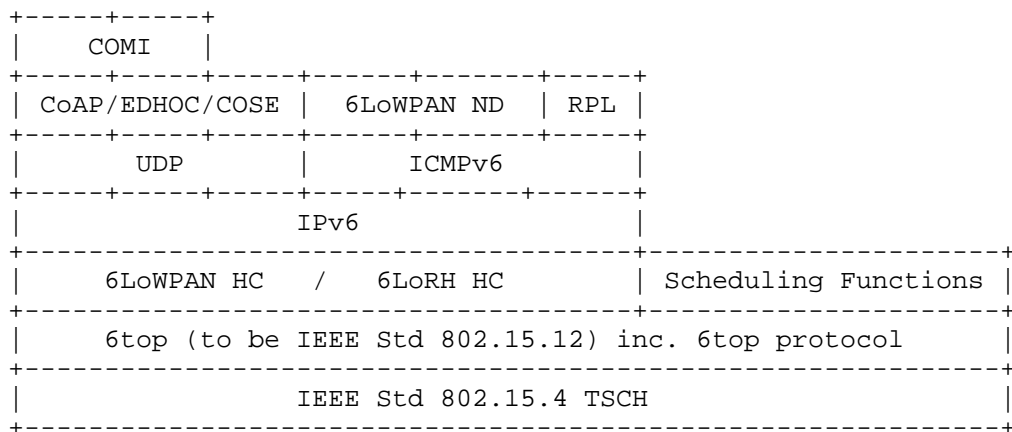 COMI
CoAP/EDHOC/COSE | 6LoWPAN ND | RPL
UDP | ICMPv6
IPv6
6LoWPAN HC / 6LoRH HC | Scheduling Functions
6top (to be IEEE Std 802.15.12) inc. 6top protocol
IEEE Std 802.15.4 TSCH